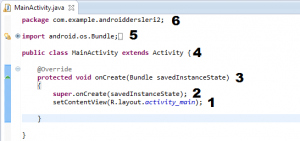 MainActivity.java
package com.example.androiddersleri2; 6
import android.os.Bundle; 5
public class MainActivity extends Activity { 4
@Override
protected void onCreate(Bundle savedInstanceState) 3
{
super.onCreate(savedInstanceState); 2
setContentView(R.layout.activity_main); 1
}